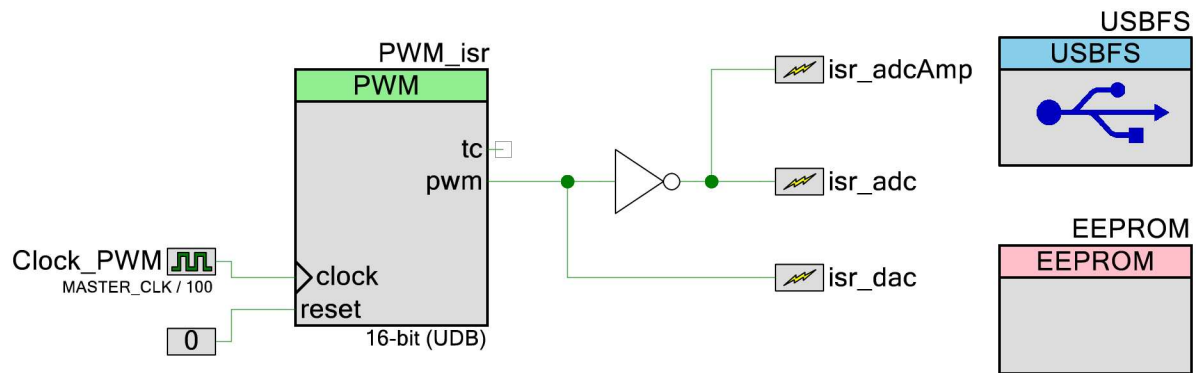 PWM_isr
PWM
tc
pwm
Clock_PWM
MASTER_CLK / 100
clock
reset
0
16-bit (UDB)
isr_adcAmp
isr_adc
isr_dac
USBFS
USBFS
EEPROM
EEPROM